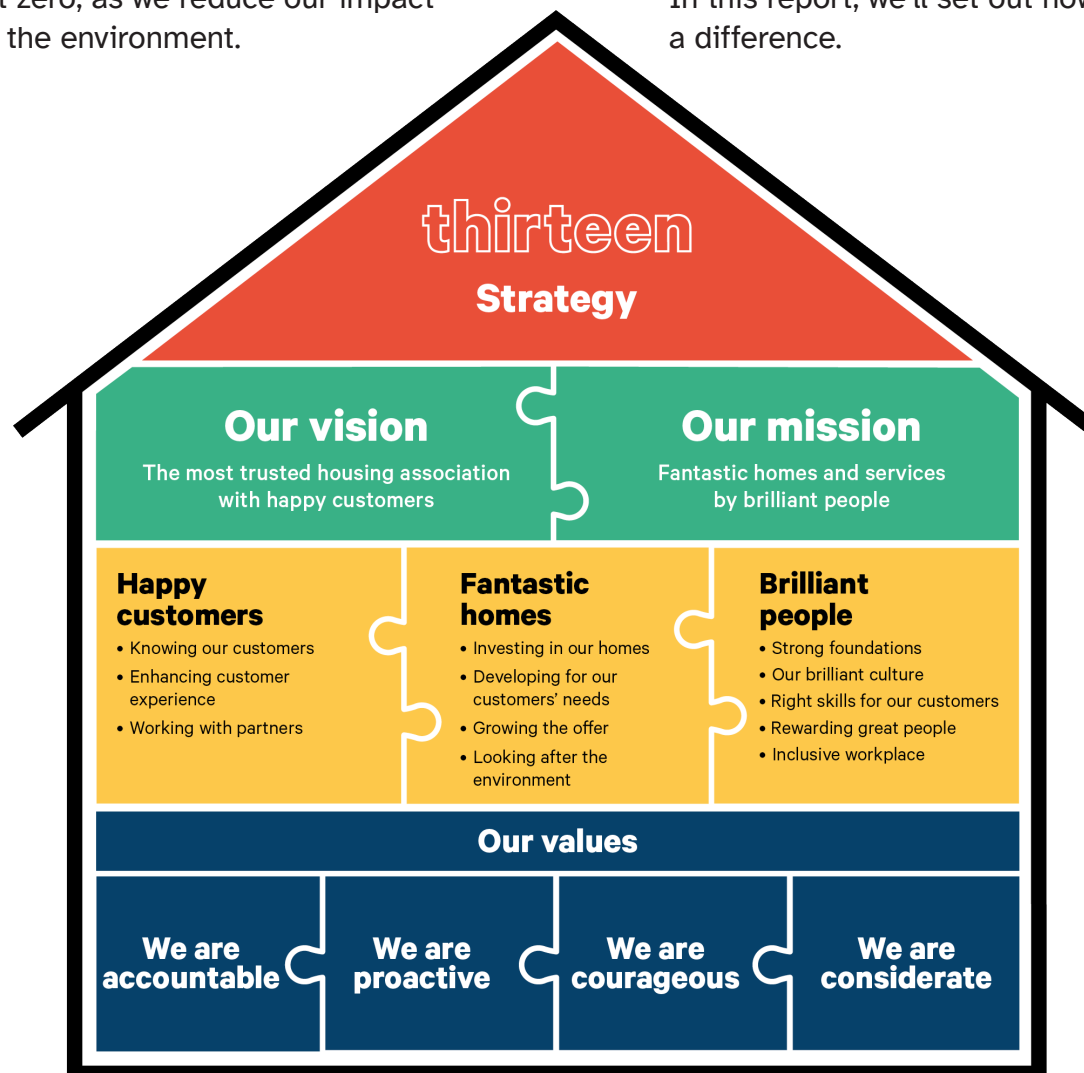 t zero, as we reduce our impact
the environment.
In this report, we'll set out how
a difference.
thirteen
Strategy
Our vision
The most trusted housing association
with happy customers
Our mission
Fantastic homes and services
by brilliant people
Happy
customers
• Knowing our customers
• Enhancing customer
experience
• Working with partners
Fantastic
homes
• Investing in our homes
• Developing for our
customers' needs
• Growing the offer
• Looking after the
environment
Brilliant
people
• Strong foundations
• Our brilliant culture
• Right skills for our customers
• Rewarding great people
• Inclusive workplace
Our values
We are
accountable
We are
proactive
We are
courageous
We are
considerate